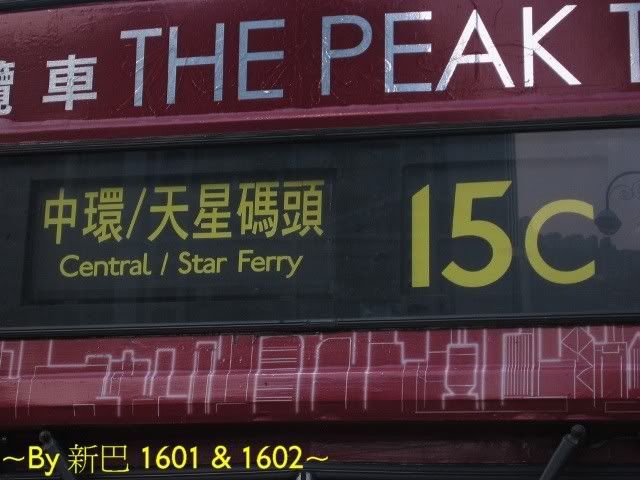 纜車 THE PEAK T
中環/天星碼頭 15C
Central / Star Ferry
~By 新巴 1601 & 1602~